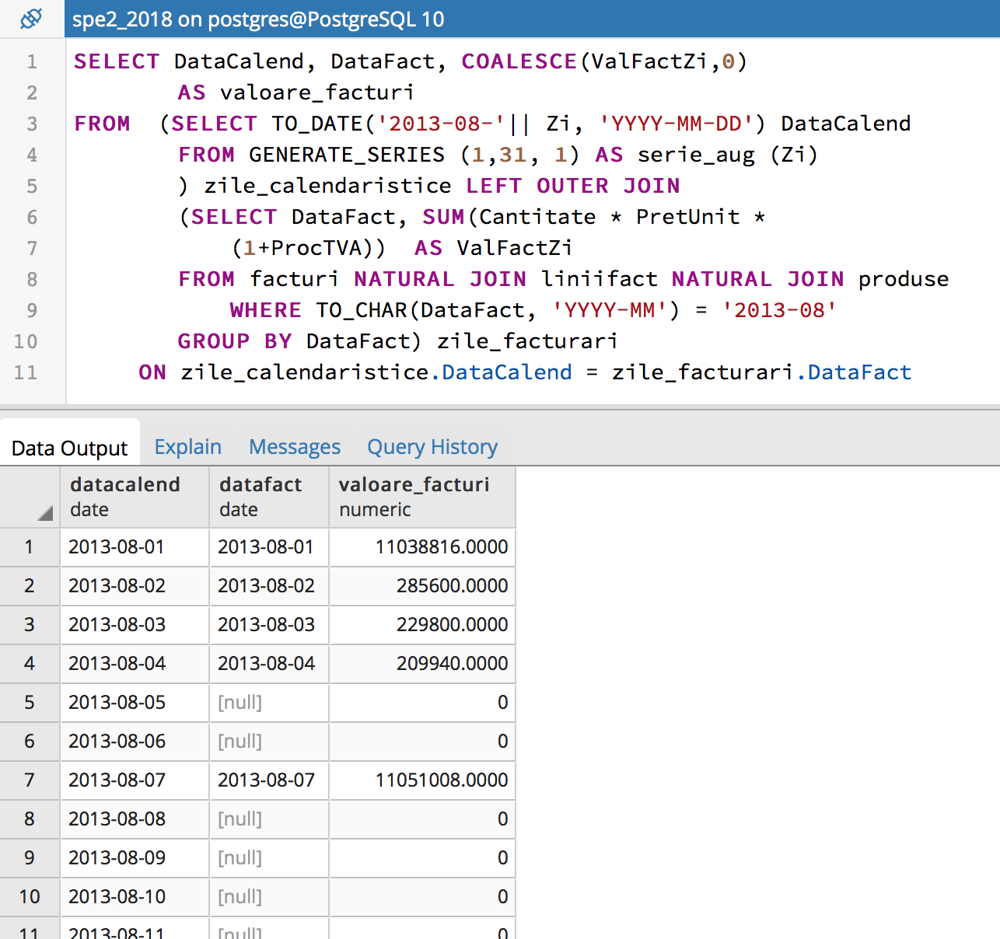 spe2_2018 on postgres@PostgreSQL 10
1 SELECT DataCalend, DataFact, COALESCE(ValFactZi,0)
2 AS valoare_facturi
3 FROM (SELECT TO_DATE('2013-08-'|| Zi, 'YYYY-MM-DD') DataCalend
4 FROM GENERATE_SERIES (1,31, 1) AS serie_aug (Zi)
5 ) zile_calendaristice LEFT OUTER JOIN
6 (SELECT DataFact, SUM(Cantitate * PretUnit *
7 (1+ProcTVA)) AS ValFactZi
8 FROM facturi NATURAL JOIN liniifact NATURAL JOIN produse
9 WHERE TO_CHAR(DataFact, 'YYYY-MM') = '2013-08'
10 GROUP BY DataFact) zile_facturari
11 ON zile_calendaristice.DataCalend = zile_facturari.DataFact
Data Output Explain Messages Query History
datacalend datafact valoare_facturi
date date numeric
1 2013-08-01 2013-08-01 11038816.0000
2 2013-08-02 2013-08-02 285600.0000
3 2013-08-03 2013-08-03 229800.0000
4 2013-08-04 2013-08-04 209940.0000
5 2013-08-05 [null] 0
6 2013-08-06 [null] 0
7 2013-08-07 2013-08-07 11051008.0000
8 2013-08-08 [null] 0
9 2013-08-09 [null] 0
10 2013-08-10 [null] 0
11 2013-08-11 [null] 0